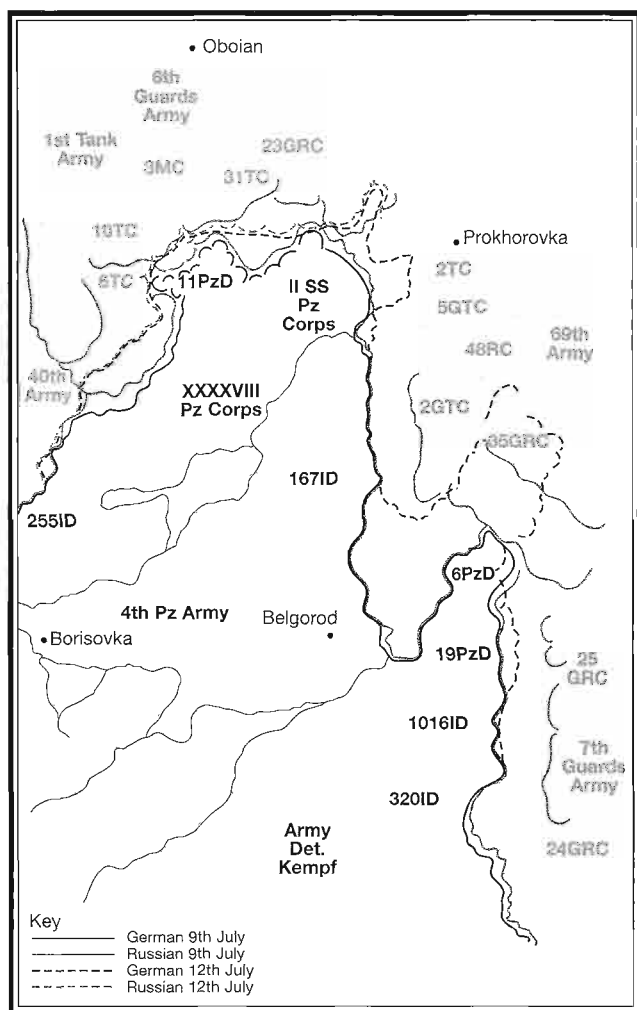 Oboian
6th
Guards
Army
1st Tank
Army
23GRC
3MC
31TC
10TC
Prokhorovka
6TC
11PzD
2TC
II SS
Pz
Corps
5GTC
48RC
69th
Army
40th
Army
XXXXVIII
Pz Corps
2GTC
35GRC
167ID
255ID
6PzD
4th Pz Army
Belgorod
Borisovka
19PzD
25
GRC
1016ID
7th
Guards
Army
320ID
Army
Det.
Kempf
24GRC
Key
German 9th July
Russian 9th July
German 12th July
Russian 12th July